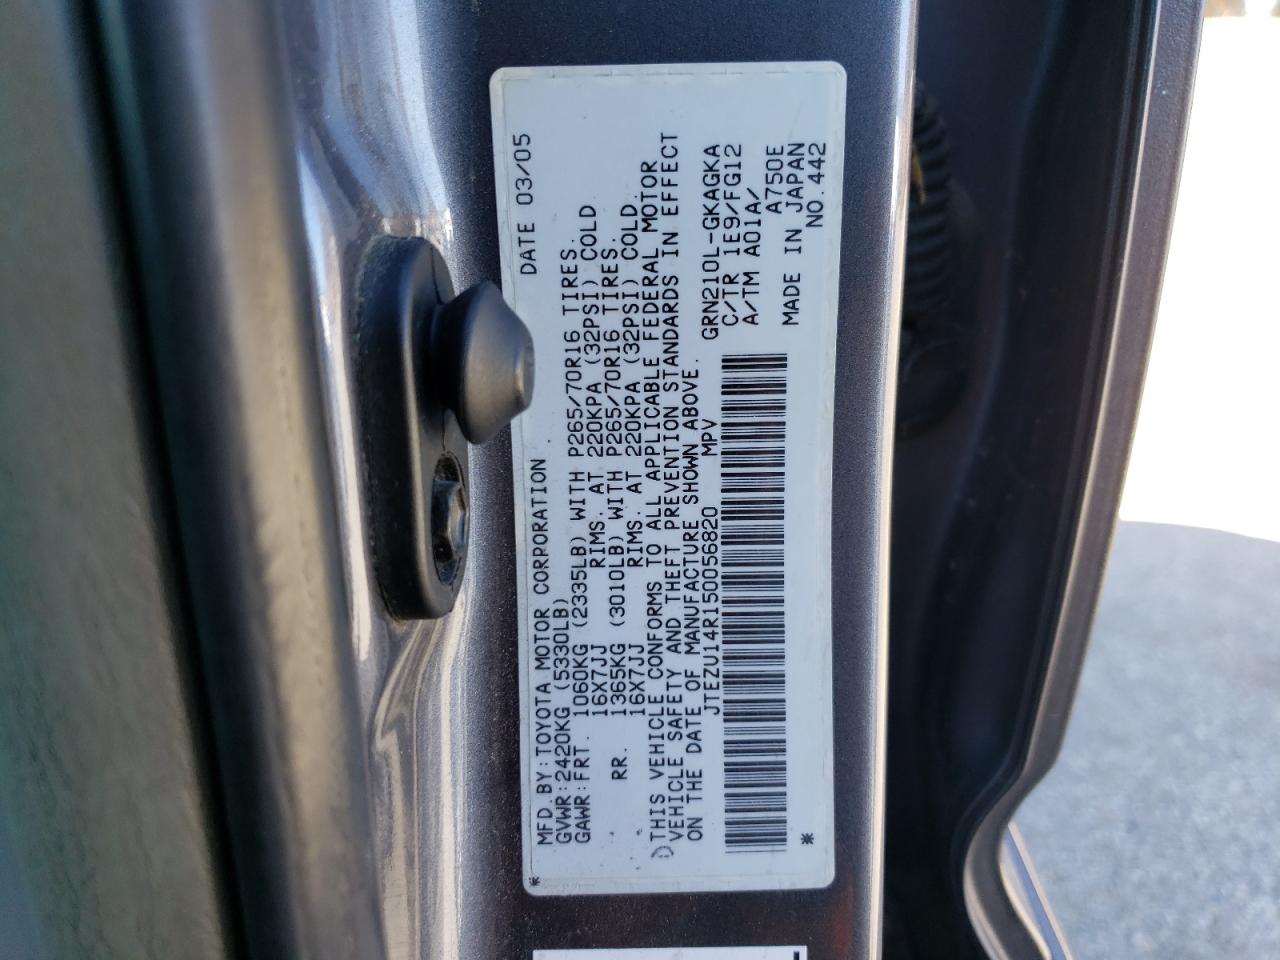 MFD.BY:TOYOTA MOTOR CORPORATION DATE 03/05
GVWR:2420KG (5330LB)
GAWR:FRT. 1060KG (2335LB) WITH P265/70R16 TIRES.
16X7JJ RIMS. AT 220KPA (32PSI) COLD
RR. 1365KG (3010LB) WITH P265/70R16 TIRES.
16X7JJ RIMS. AT 220KPA (32PSI) COLD.
THIS VEHICLE CONFORMS TO ALL APPLICABLE FEDERAL MOTOR
VEHICLE SAFETY AND THEFT PREVENTION STANDARDS IN EFFECT
ON THE DATE OF MANUFACTURE SHOWN ABOVE.
JTEZU14R150056820 MPV GRN210L-GKAGKA
C/TR 1E9/FG12
A/TM A01A/ A750E
MADE IN JAPAN
NO.442